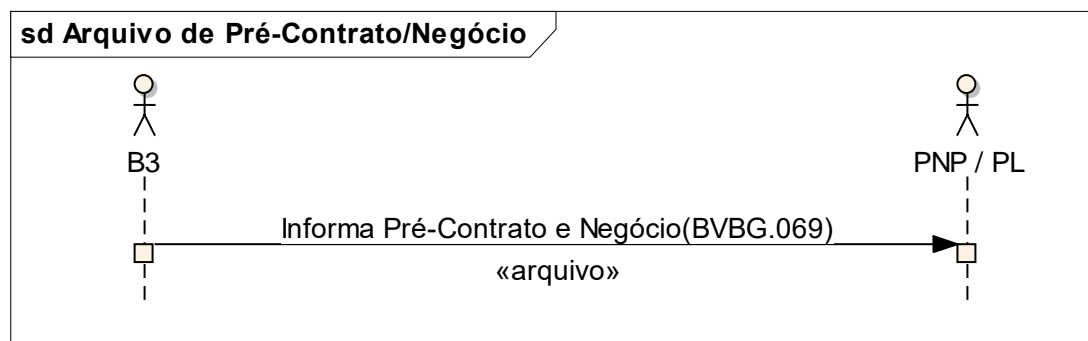 sd Arquivo de Pré-Contrato/Negócio
B3
PNP / PL
Informa Pré-Contrato e Negócio(BVBG.069)
«arquivo»